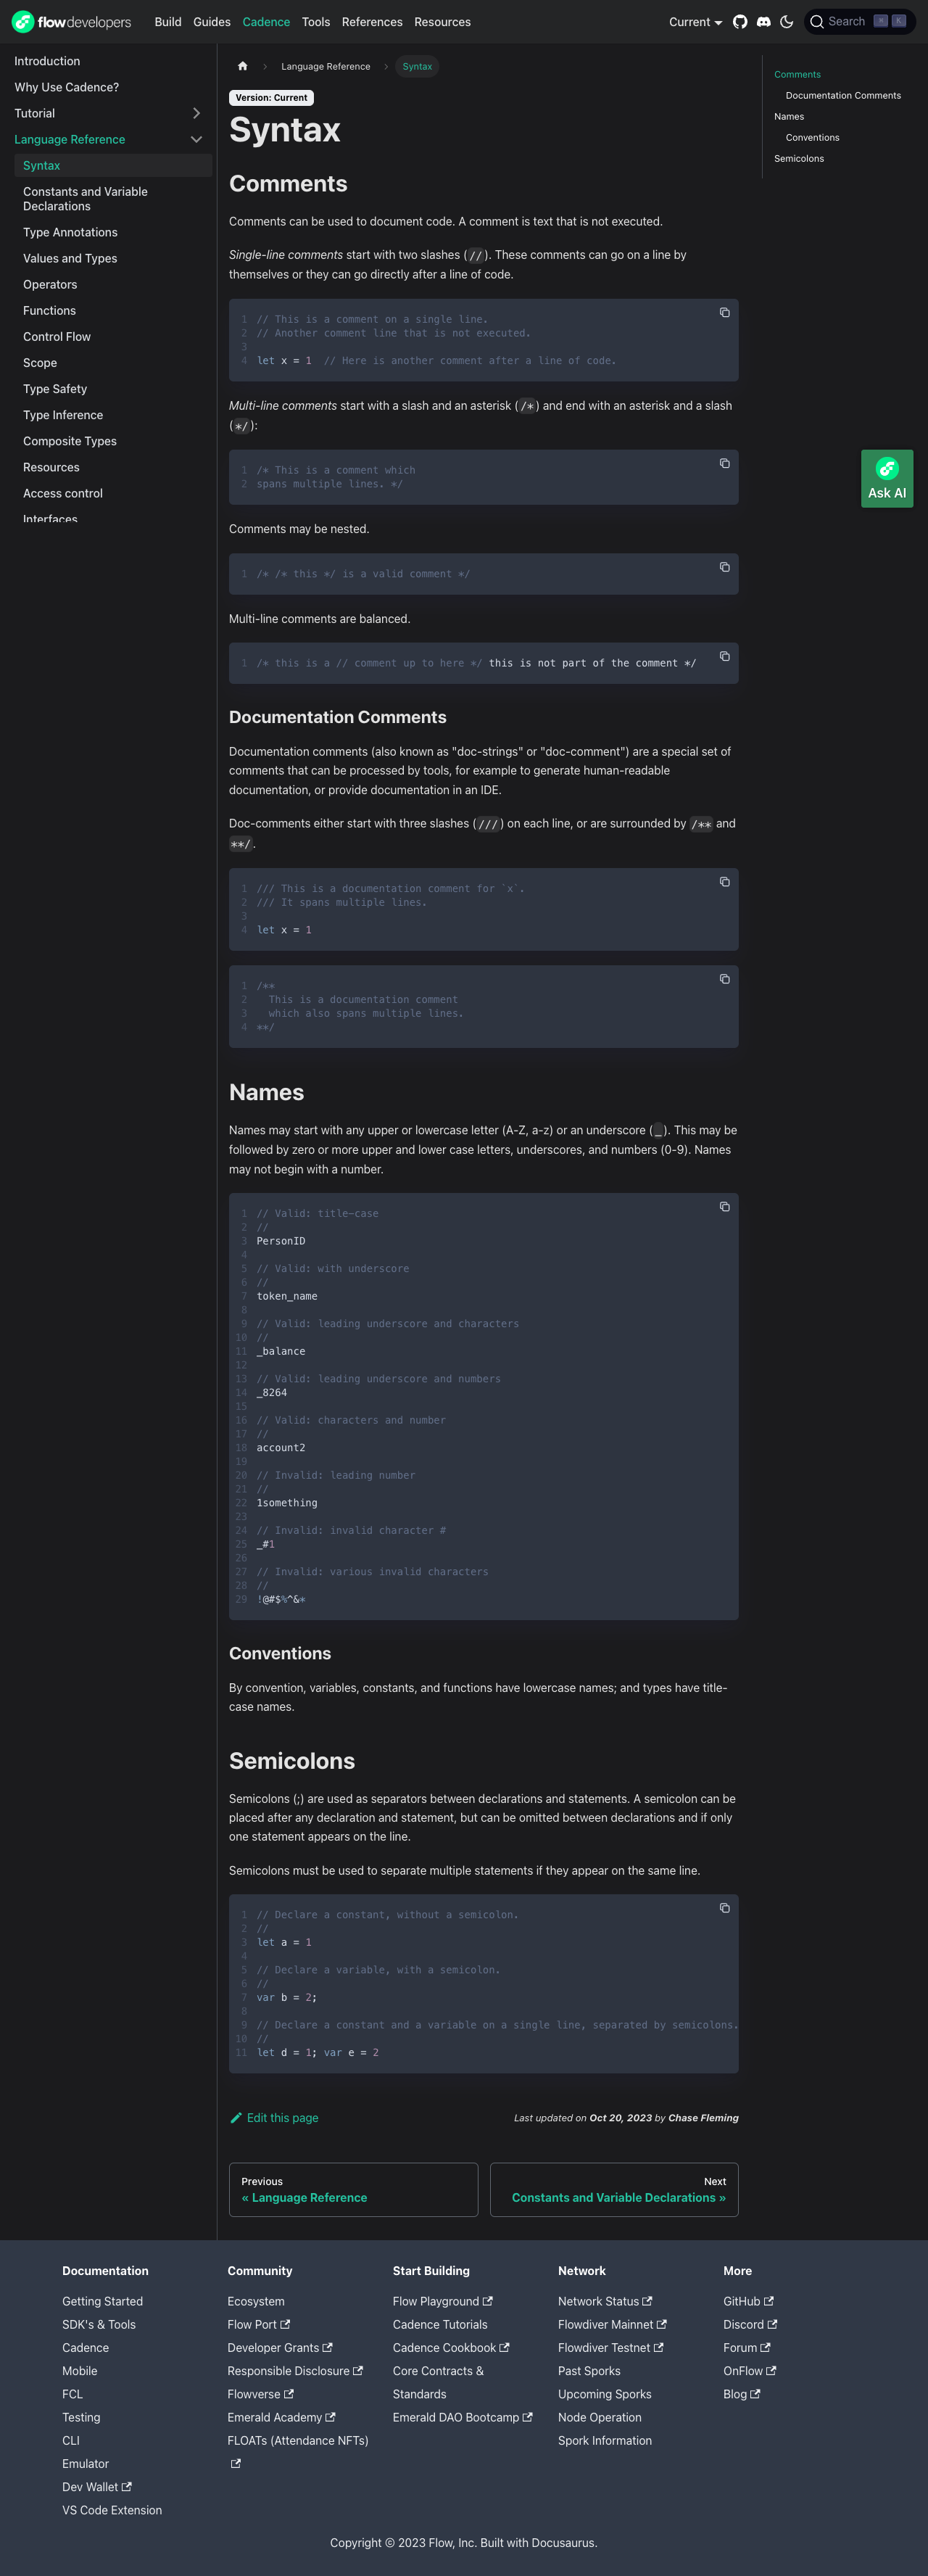 flowdevelopers Build Guides Cadence Tools References Resources Current Search ⌘ K
Introduction
Why Use Cadence?
Tutorial
Language Reference
Syntax
Constants and Variable
Declarations
Type Annotations
Values and Types
Operators
Functions
Control Flow
Scope
Type Safety
Type Inference
Composite Types
Resources
Access control
Interfaces
Language Reference Syntax
Version: Current
Syntax
Comments
Comments can be used to document code. A comment is text that is not executed.
Single-line comments start with two slashes (//). These comments can go on a line by
themselves or they can go directly after a line of code.
1 // This is a comment on a single line.
2 // Another comment line that is not executed.
3
4 let x = 1  // Here is another comment after a line of code.
Multi-line comments start with a slash and an asterisk (/*) and end with an asterisk and a slash
(*/):
1 /* This is a comment which
2 spans multiple lines. */
Comments may be nested.
1 /* /* this */ is a valid comment */
Multi-line comments are balanced.
1 /* this is a // comment up to here */ this is not part of the comment */
Documentation Comments
Documentation comments (also known as "doc-strings" or "doc-comment") are a special set of
comments that can be processed by tools, for example to generate human-readable
documentation, or provide documentation in an IDE.
Doc-comments either start with three slashes (///) on each line, or are surrounded by /** and
**/.
1 /// This is a documentation comment for `x`.
2 /// It spans multiple lines.
3
4 let x = 1
1 /**
2   This is a documentation comment
3   which also spans multiple lines.
4 **/
Names
Names may start with any upper or lowercase letter (A-Z, a-z) or an underscore (_). This may be
followed by zero or more upper and lower case letters, underscores, and numbers (0-9). Names
may not begin with a number.
1 // Valid: title-case
2 //
3 PersonID
4
5 // Valid: with underscore
6 //
7 token_name
8
9 // Valid: leading underscore and characters
10 //
11 _balance
12
13 // Valid: leading underscore and numbers
14 _8264
15
16 // Valid: characters and number
17 //
18 account2
19
20 // Invalid: leading number
21 //
22 1something
23
24 // Invalid: invalid character #
25 _#1
26
27 // Invalid: various invalid characters
28 //
29 !@#$%^&*
Conventions
By convention, variables, constants, and functions have lowercase names; and types have title-
case names.
Semicolons
Semicolons (;) are used as separators between declarations and statements. A semicolon can be
placed after any declaration and statement, but can be omitted between declarations and if only
one statement appears on the line.
Semicolons must be used to separate multiple statements if they appear on the same line.
1 // Declare a constant, without a semicolon.
2 //
3 let a = 1
4
5 // Declare a variable, with a semicolon.
6 //
7 var b = 2;
8
9 // Declare a constant and a variable on a single line, separated by semicolons.
10 //
11 let d = 1; var e = 2
Edit this page
Last updated on Oct 20, 2023 by Chase Fleming
Previous
« Language Reference
Next
Constants and Variable Declarations »
Comments
Documentation Comments
Names
Conventions
Semicolons
Ask AI
Documentation
Getting Started
SDK's & Tools
Cadence
Mobile
FCL
Testing
CLI
Emulator
Dev Wallet
VS Code Extension
Community
Ecosystem
Flow Port
Developer Grants
Responsible Disclosure
Flowverse
Emerald Academy
FLOATs (Attendance NFTs)
Start Building
Flow Playground
Cadence Tutorials
Cadence Cookbook
Core Contracts &
Standards
Emerald DAO Bootcamp
Network
Network Status
Flowdiver Mainnet
Flowdiver Testnet
Past Sporks
Upcoming Sporks
Node Operation
Spork Information
More
GitHub
Discord
Forum
OnFlow
Blog
Copyright © 2023 Flow, Inc. Built with Docusaurus.